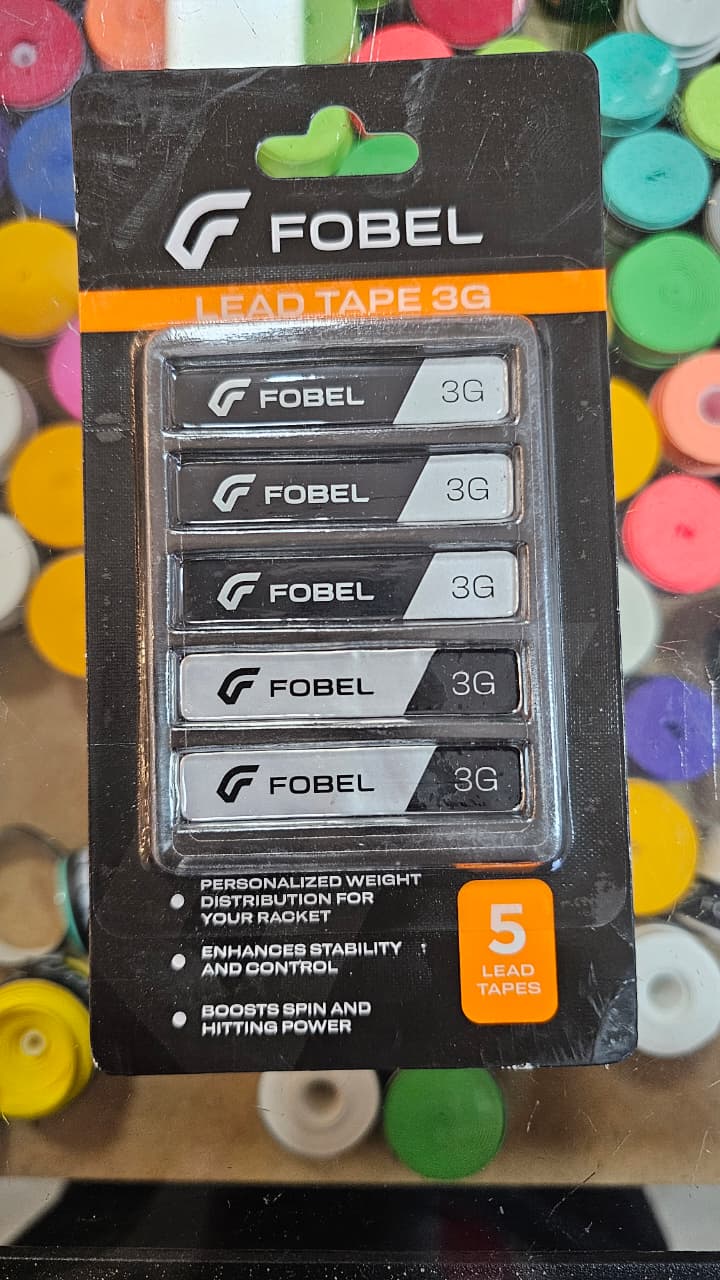 FOBEL
LEAD TAPE 3G
FOBEL 3G
FOBEL 3G
FOBEL 3G
FOBEL 3G
FOBEL 3G
PERSONALIZED WEIGHT
DISTRIBUTION FOR
YOUR RACKET
ENHANCES STABILITY
AND CONTROL
BOOSTS SPIN AND
HITTING POWER
5
LEAD
TAPES